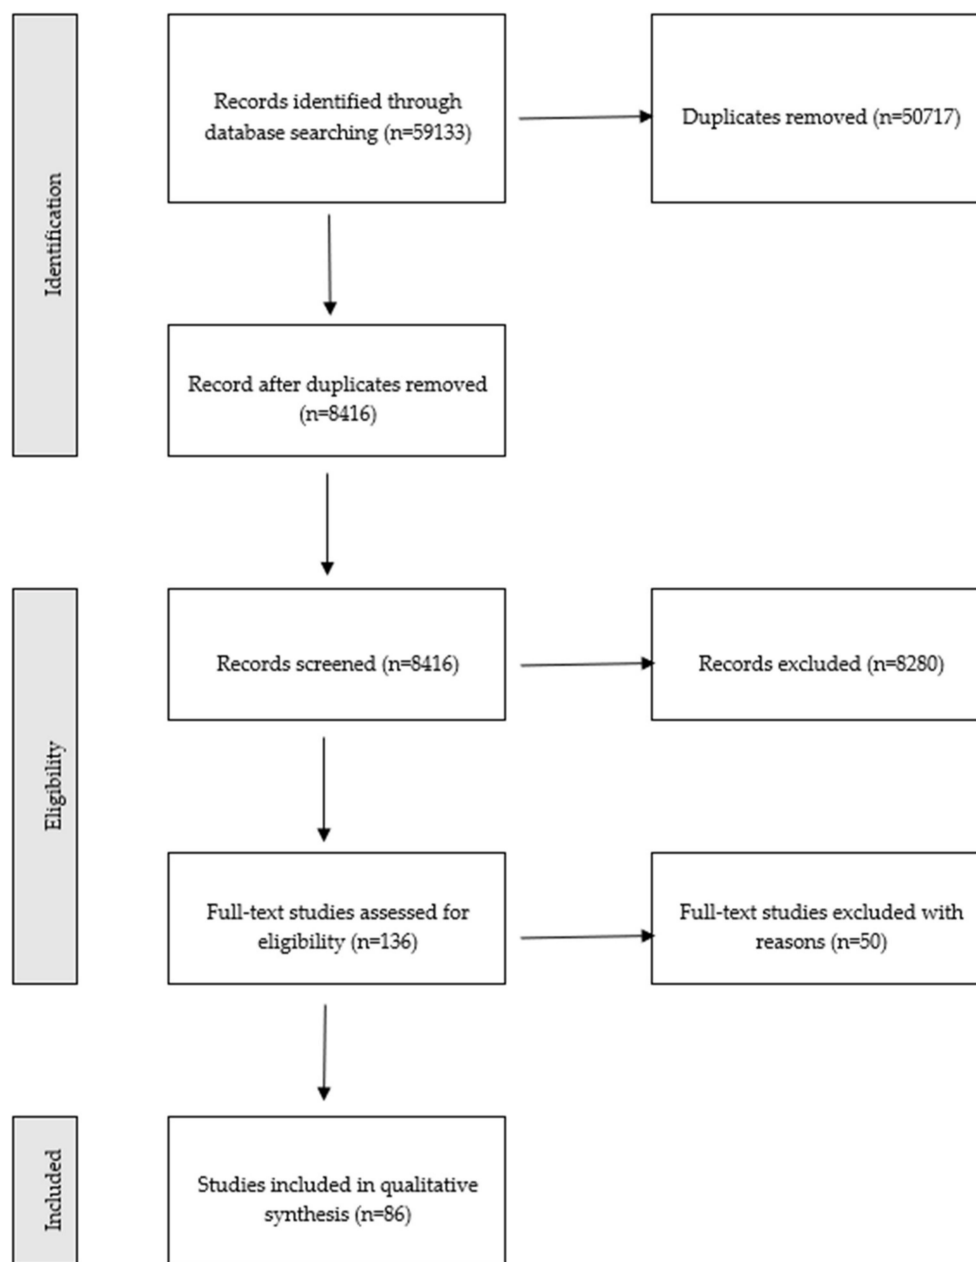 Identification
Records identified through
database searching (n=59133)
Duplicates removed (n=50717)
Record after duplicates removed
(n=8416)
Eligibility
Records screened (n=8416)
Records excluded (n=8280)
Full-text studies assessed for
eligibility (n=136)
Full-text studies excluded with
reasons (n=50)
Included
Studies included in qualitative
synthesis (n=86)